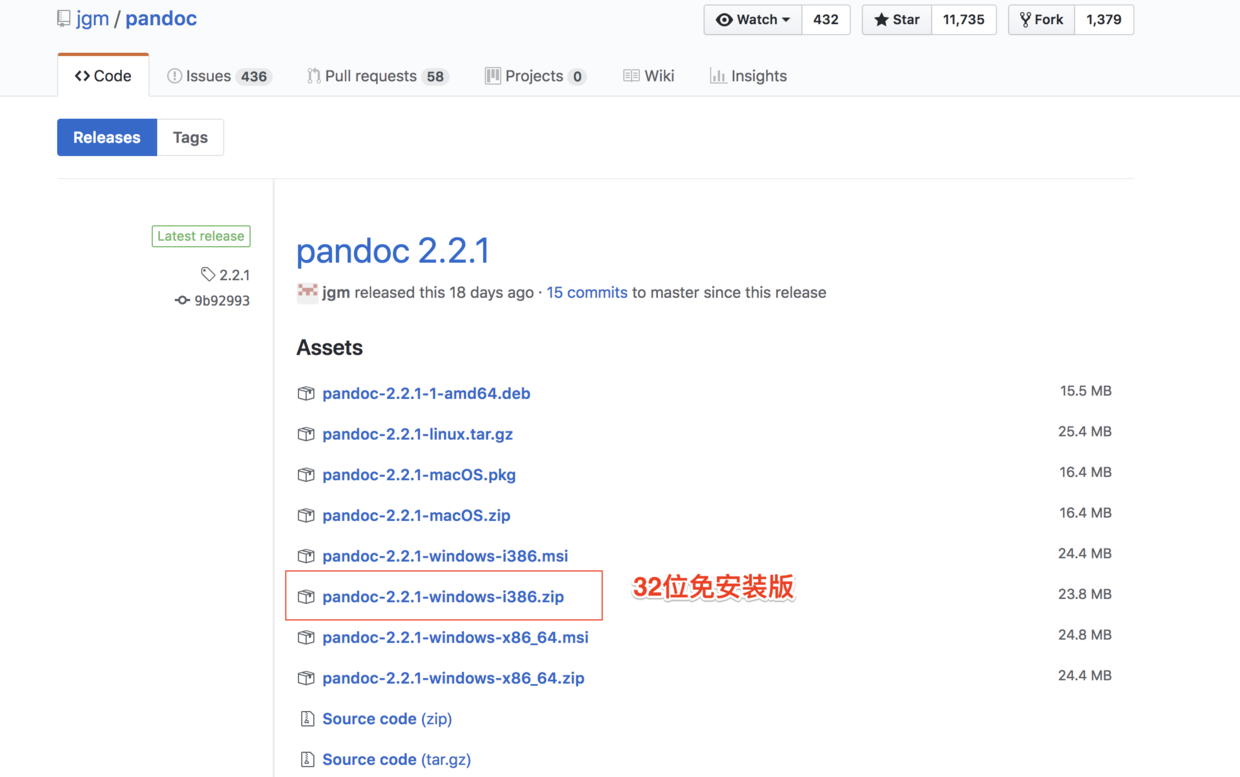 jgm / pandoc
Watch 432 Star 11,735 Fork 1,379
Code Issues 436 Pull requests 58 Projects 0 Wiki Insights
Releases Tags
Latest release
2.2.1
9b92993
pandoc 2.2.1
jgm released this 18 days ago · 15 commits to master since this release
Assets
pandoc-2.2.1-1-amd64.deb 15.5 MB
pandoc-2.2.1-linux.tar.gz 25.4 MB
pandoc-2.2.1-macOS.pkg 16.4 MB
pandoc-2.2.1-macOS.zip 16.4 MB
pandoc-2.2.1-windows-i386.msi 24.4 MB
pandoc-2.2.1-windows-i386.zip 32位免安装版 23.8 MB
pandoc-2.2.1-windows-x86_64.msi 24.8 MB
pandoc-2.2.1-windows-x86_64.zip 24.4 MB
Source code (zip)
Source code (tar.gz)